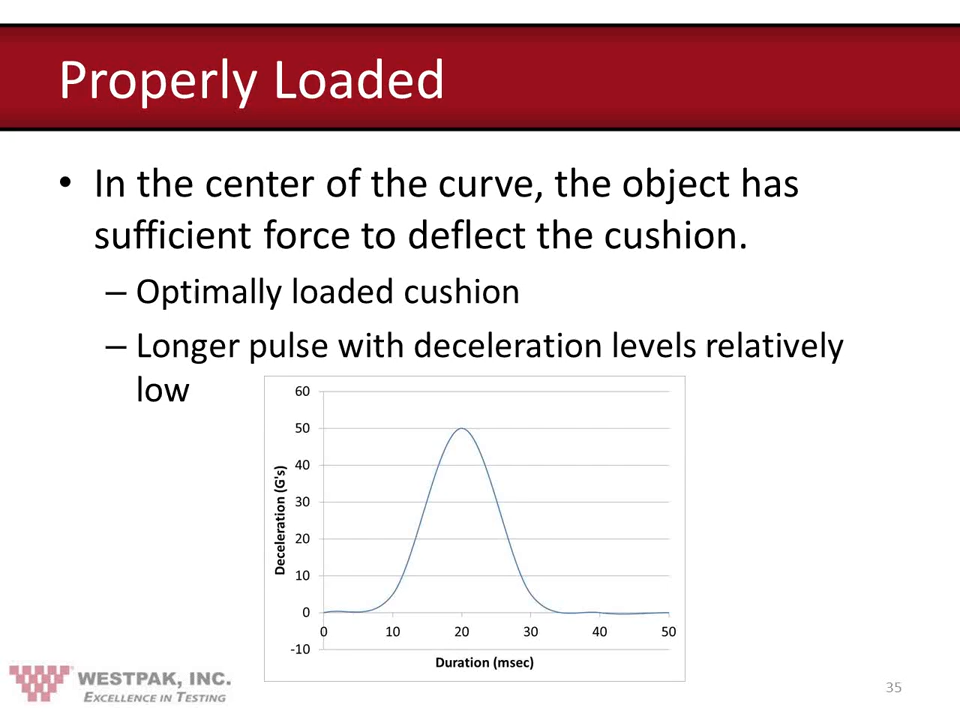 Properly Loaded
• In the center of the curve, the object has
sufficient force to deflect the cushion.
– Optimally loaded cushion
– Longer pulse with deceleration levels relatively
low
60
50
40
30
20
10
0
-10
Deceleration (G's)
0 10 20 30 40 50
Duration (msec)
WESTPAK, INC.
EXCELLENCE IN TESTING
35